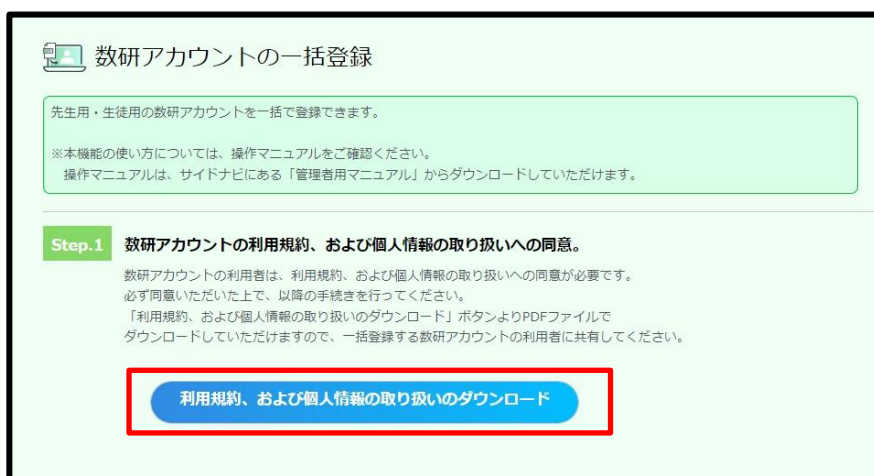 数研アカウントの一括登録
先生用・生徒用の数研アカウントを一括で登録できます。
※本機能の使い方については、操作マニュアルをご確認ください。
操作マニュアルは、サイドナビにある「管理者用マニュアル」からダウンロードしていただけます。
Step.1 数研アカウントの利用規約、および個人情報の取り扱いへの同意。
数研アカウントの利用者は、利用規約、および個人情報の取り扱いへの同意が必要です。
必ず同意いただいた上で、以降の手続きを行ってください。
「利用規約、および個人情報の取り扱いのダウンロード」ボタンよりPDFファイルで
ダウンロードしていただけますので、一括登録する数研アカウントの利用者に共有してください。
利用規約、および個人情報の取り扱いのダウンロード